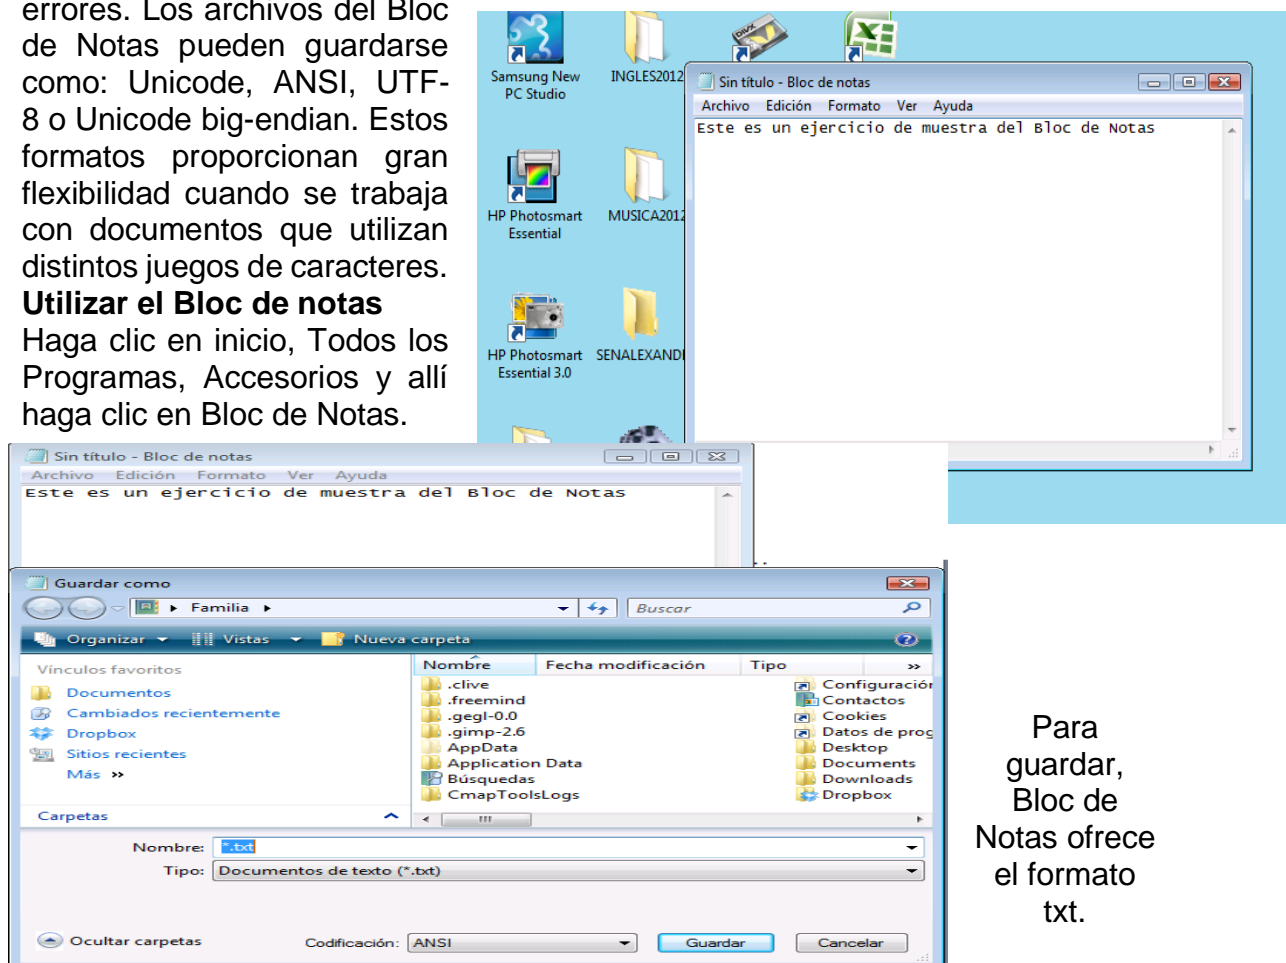 errores. Los archivos del Bloc
de Notas pueden guardarse
como: Unicode, ANSI, UTF-
8 o Unicode big-endian. Estos
formatos proporcionan gran
flexibilidad cuando se trabaja
con documentos que utilizan
distintos juegos de caracteres.
Utilizar el Bloc de notas
Haga clic en inicio, Todos los
Programas, Accesorios y allí
haga clic en Bloc de Notas.
Samsung New
PC Studio
INGLES2012
HP Photosmart
Essential
MUSICA2012
HP Photosmart
Essential 3.0
SENALEXAND
Sin título - Bloc de notas
Archivo Edición Formato Ver Ayuda
Este es un ejercicio de muestra del Bloc de Notas
Sin título - Bloc de notas
Archivo Edición Formato Ver Ayuda
Este es un ejercicio de muestra del Bloc de Notas
Guardar como
Familia
Buscar
Organizar Vistas Nueva carpeta
Vínculos favoritos
Documentos
Cambiados recientemente
Dropbox
Sitios recientes
Más »
Carpetas
Nombre Fecha modificación Tipo »
.clive
.freemind
.gegl-0.0
.gimp-2.6
AppData
Application Data
Búsquedas
CmapToolsLogs
Configuración
Contactos
Cookies
Datos de prog
Desktop
Documents
Downloads
Dropbox
Nombre: *.txt
Tipo: Documentos de texto (*.txt)
Ocultar carpetas Codificación: ANSI Guardar Cancelar
Para
guardar,
Bloc de
Notas ofrece
el formato
txt.